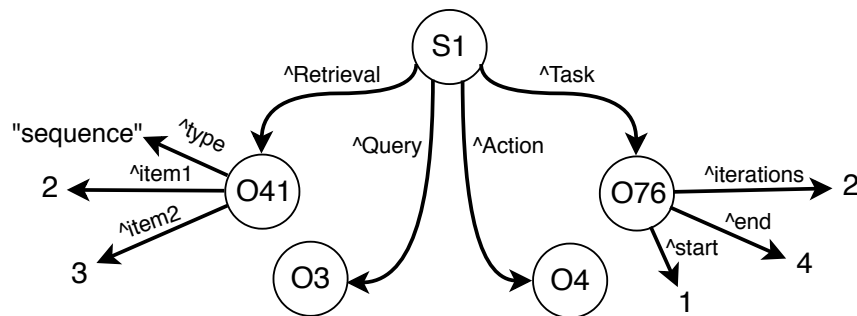 S1
^Retrieval
^Task
"sequence"
^type
^Query
^Action
^item1
2
O41
O76
^iterations
2
^item2
^end
3
O3
O4
^start
4
1